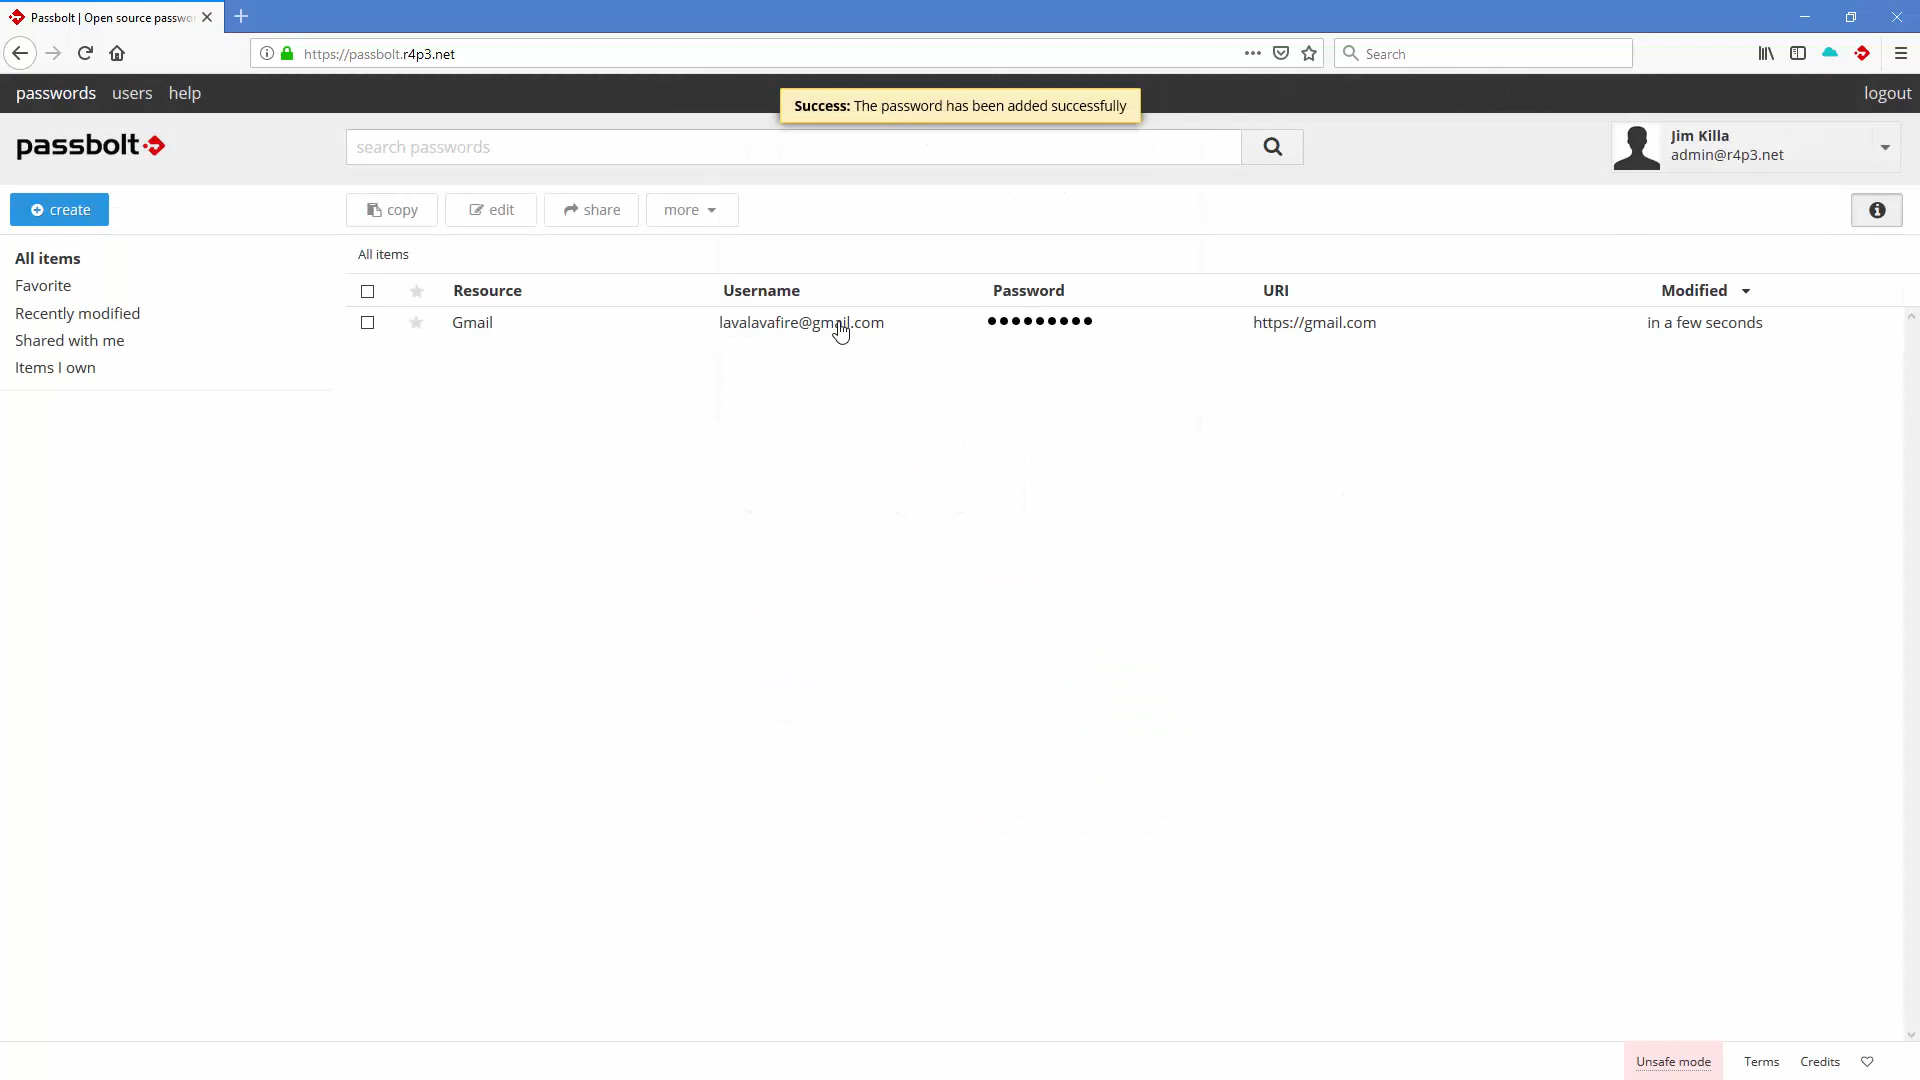 Passbolt | Open source passwo
https://passbolt.r4p3.net
Search
passwords users help
logout
Success: The password has been added successfully
passbolt
search passwords
Jim Killa
admin@r4p3.net
create
copy
edit
share
more
All items
Favorite
Recently modified
Shared with me
Items I own
All items
Resource Username Password URI Modified
Gmail lavalavafire@gmail.com ●●●●●●●●● https://gmail.com in a few seconds
Unsafe mode Terms Credits